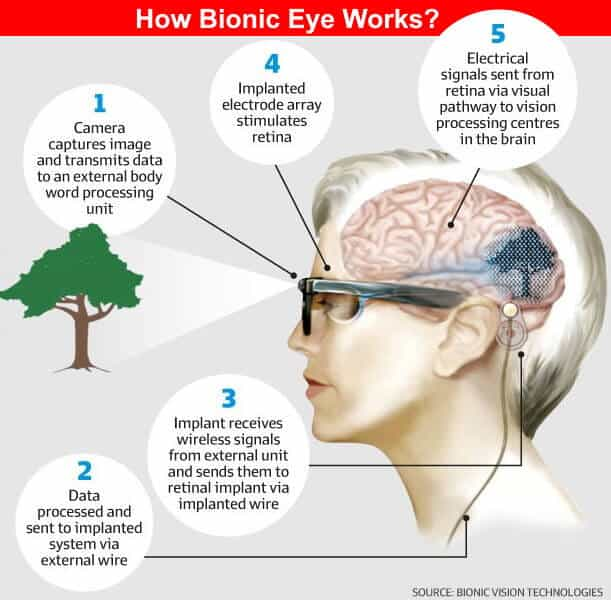 How Bionic Eye Works?
1
Camera
captures image
and transmits data
to an external body
word processing
unit
2
Data
processed and
sent to implanted
system via
external wire
3
Implant receives
wireless signals
from external unit
and sends them to
retinal implant via
implanted wire
4
Implanted
electrode array
stimulates
retina
5
Electrical
signals sent from
retina via visual
pathway to vision
processing centres
in the brain
SOURCE: BIONIC VISION TECHNOLOGIES